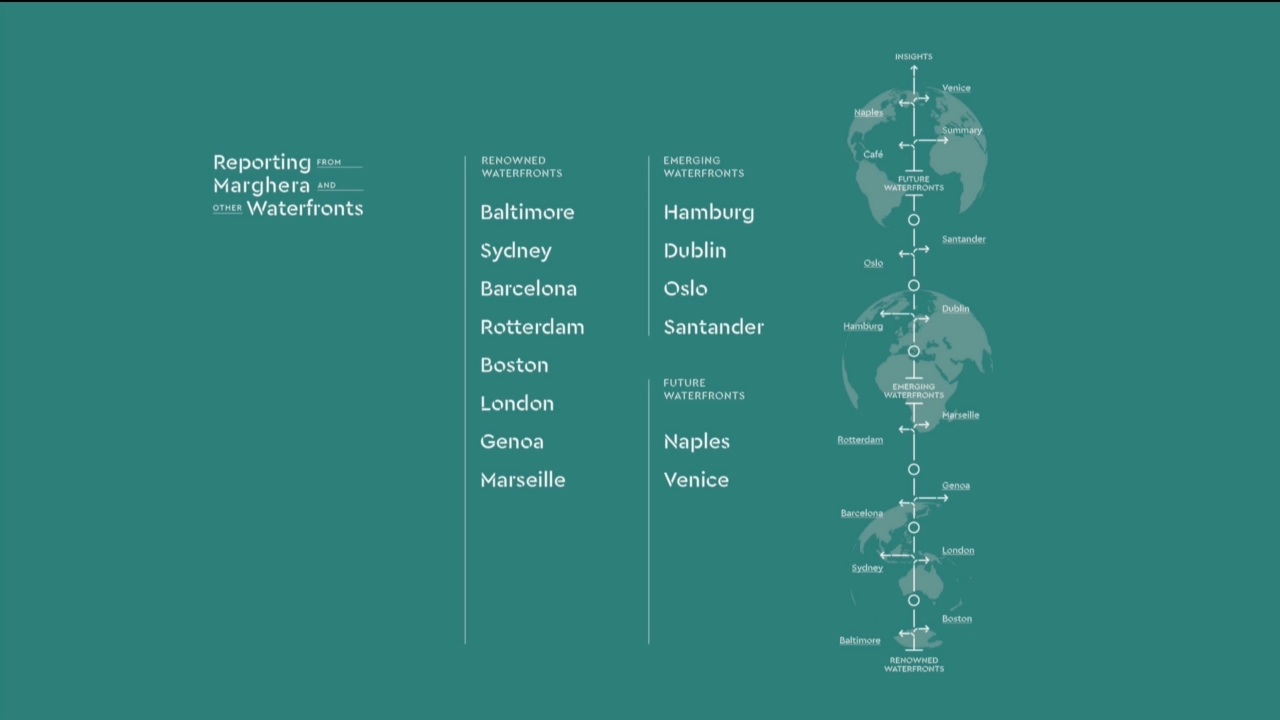 Reporting FROM
Marghera AND
OTHER Waterfronts
RENOWNED
WATERFRONTS
Baltimore
Sydney
Barcelona
Rotterdam
Boston
London
Genoa
Marseille
EMERGING
WATERFRONTS
Hamburg
Dublin
Oslo
Santander
FUTURE
WATERFRONTS
Naples
Venice
INSIGHTS
Venice
Naples
Summary
Café
FUTURE
WATERFRONTS
Santander
Oslo
Dublin
Hamburg
EMERGING
WATERFRONTS
Marseille
Rotterdam
Genoa
Barcelona
London
Sydney
Boston
Baltimore
RENOWNED
WATERFRONTS